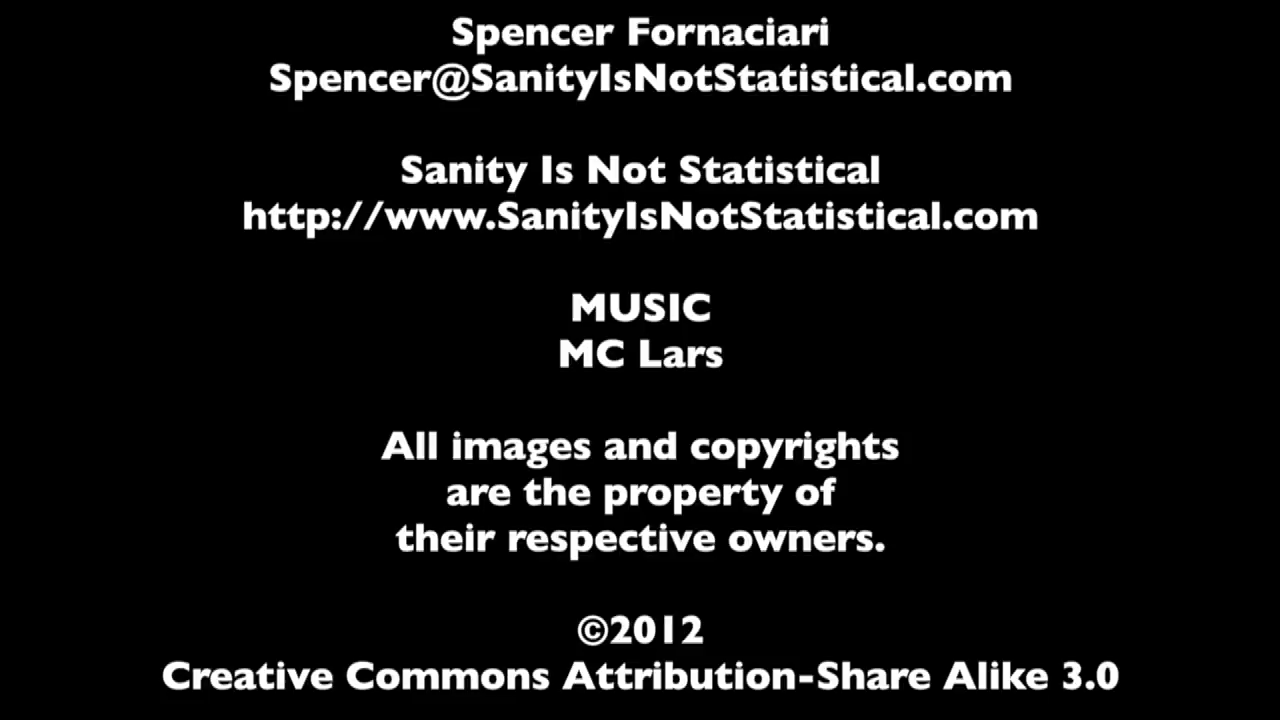 Spencer Fornaciari
Spencer@SanityIsNotStatistical.com
Sanity Is Not Statistical
http://www.SanityIsNotStatistical.com
MUSIC
MC Lars
All images and copyrights
are the property of
their respective owners.
©2012
Creative Commons Attribution-Share Alike 3.0